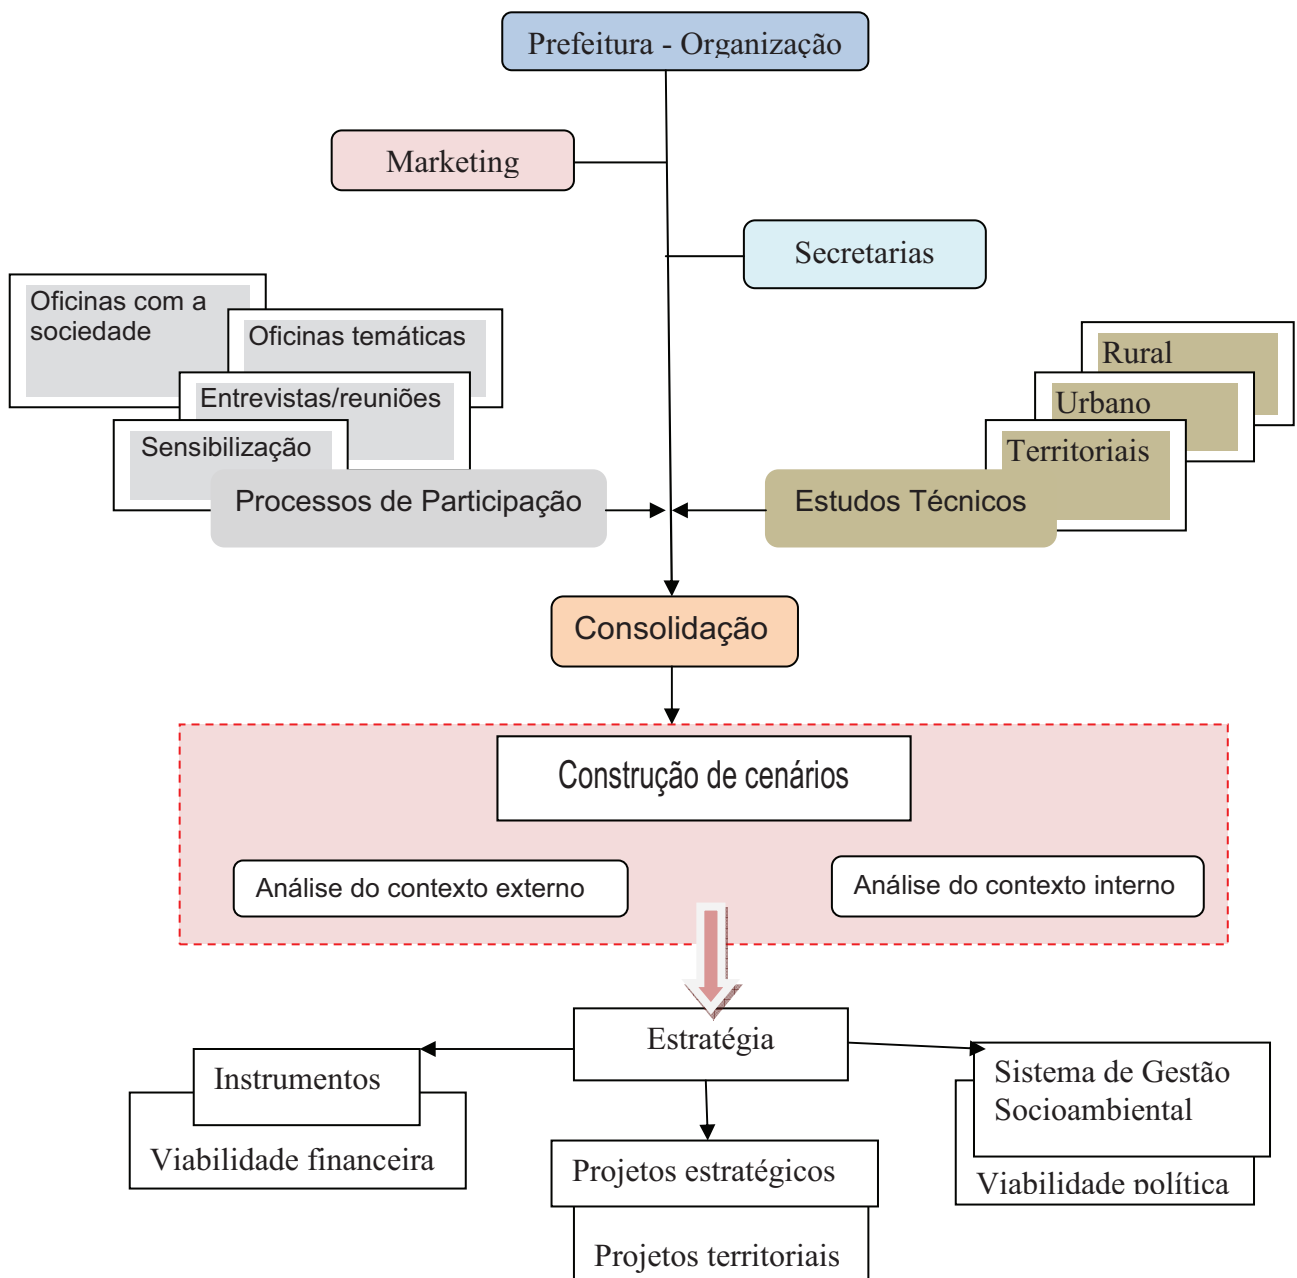 Prefeitura - Organização
Marketing
Secretarias
Oficinas com a
sociedade
Oficinas temáticas
Entrevistas/reuniões
Sensibilização
Processos de Participação
Rural
Urbano
Territoriais
Estudos Técnicos
Consolidação
Construção de cenários
Análise do contexto externo
Análise do contexto interno
Estratégia
Instrumentos
Viabilidade financeira
Projetos estratégicos
Projetos territoriais
Sistema de Gestão
Socioambiental
Viabilidade política